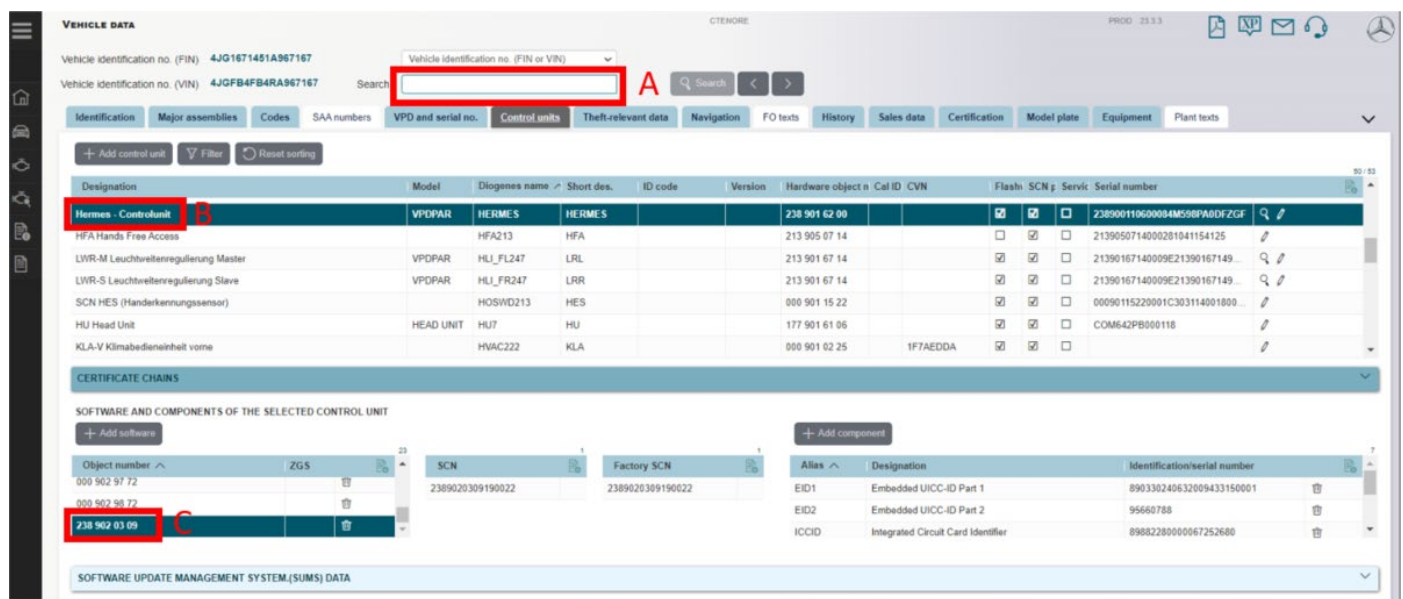 VEHICLE DATA CTENORE PROD 23.3.3
Vehicle identification no. (FIN) 4JG1671451A967167 Vehicle identification no. (FIN or VIN)
Vehicle identification no. (VIN) 4JGFB4FB4RA967167 Search A Search
Identification Major assemblies Codes SAA numbers VPD and serial no. Control units Theft-relevant data Navigation FO texts History Sales data Certification Model plate Equipment Plant texts
+ Add control unit Filter Reset sorting
50 / 53
Designation Model Diogenes name Short des. ID code Version Hardware object n Cal ID CVN Flash SCN p Servic Serial number
Hermes - Controlunit B VPDPAR HERMES HERMES 238 901 62 00 238900110600084M598PA0DFZGF
HFA Hands Free Access HFA213 HFA 213 905 07 14 2139050714000281041154125
LWR-M Leuchtweitenregulierung Master VPDPAR HLI_FL247 LRL 213 901 67 14 21390167140009E21390167149...
LWR-S Leuchtweitenregulierung Slave VPDPAR HLI_FR247 LRR 213 901 67 14 21390167140009E21390167149...
SCN HES (Handerkennungssensor) HOSWD213 HES 000 901 15 22 00090115220001C303114001800...
HU Head Unit HEAD UNIT HU7 HU 177 901 61 06 COM642PB000118
KLA-V Klimabedieneinheit vorne HVAC222 KLA 000 901 02 25 1F7AEDDA
CERTIFICATE CHAINS
SOFTWARE AND COMPONENTS OF THE SELECTED CONTROL UNIT
+ Add software + Add component
23 1 1 7
Object number ZGS SCN Factory SCN Alias Designation Identification/serial number
000 902 97 72 2389020309190022 2389020309190022 EID1 Embedded UICC-ID Part 1 89033024063200943315​0001
000 902 98 72 EID2 Embedded UICC-ID Part 2 95660788
238 902 03 09 C ICCID Integrated Circuit Card Identifier 89882280000067252680
SOFTWARE UPDATE MANAGEMENT SYSTEM.(SUMS) DATA